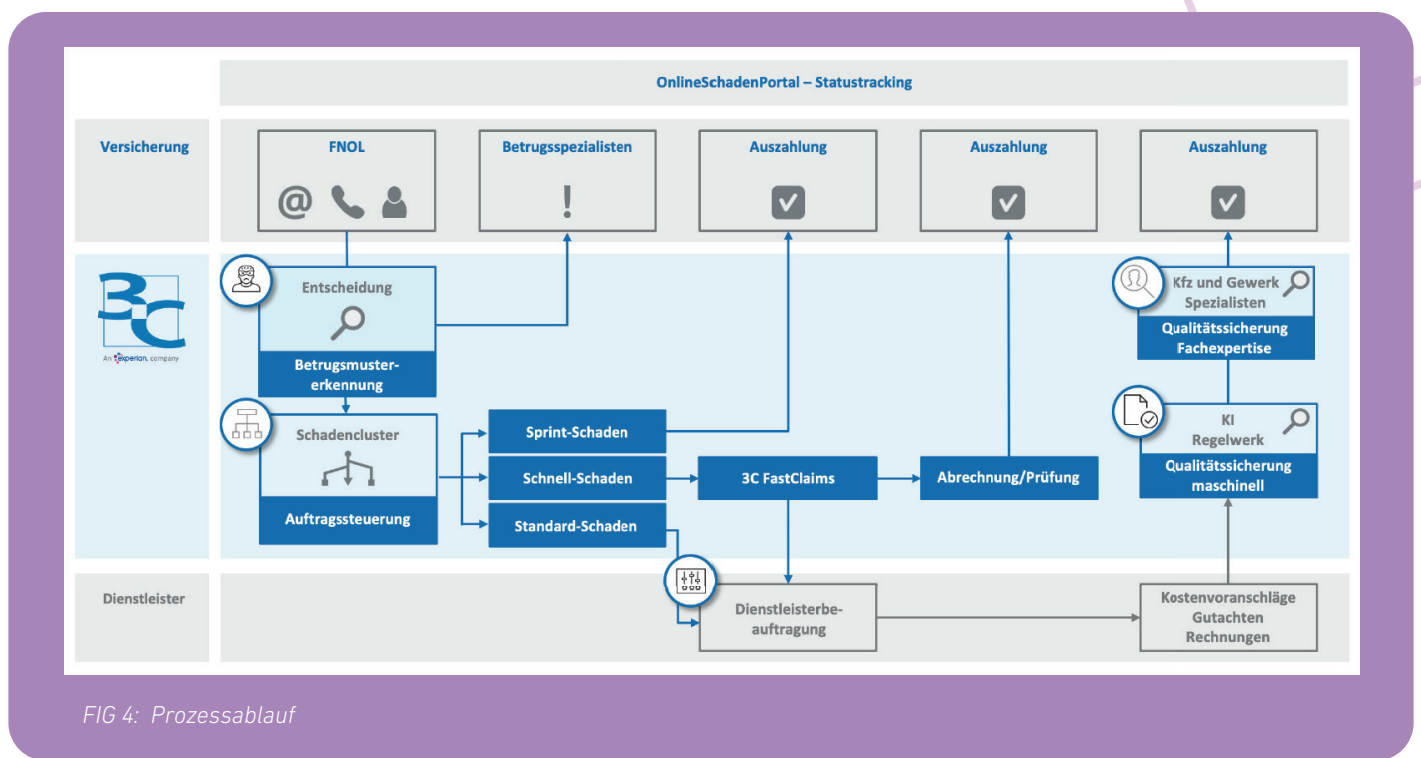 OnlineSchadenPortal – Statustracking
Versicherung
FNOL
@
Betrugsspezialisten
!
Auszahlung
Auszahlung
Auszahlung
3C
An experian. company
Entscheidung
Betrugsmuster-
erkennung
Kfz und Gewerk
Spezialisten
Qualitätssicherung
Fachexpertise
Schadencluster
Auftragssteuerung
Sprint-Schaden
Schnell-Schaden
Standard-Schaden
3C FastClaims
Abrechnung/Prüfung
KI
Regelwerk
Qualitätssicherung
maschinell
Dienstleister
Dienstleisterbe-
auftragung
Kostenvoranschläge
Gutachten
Rechnungen
FIG 4: Prozessablauf